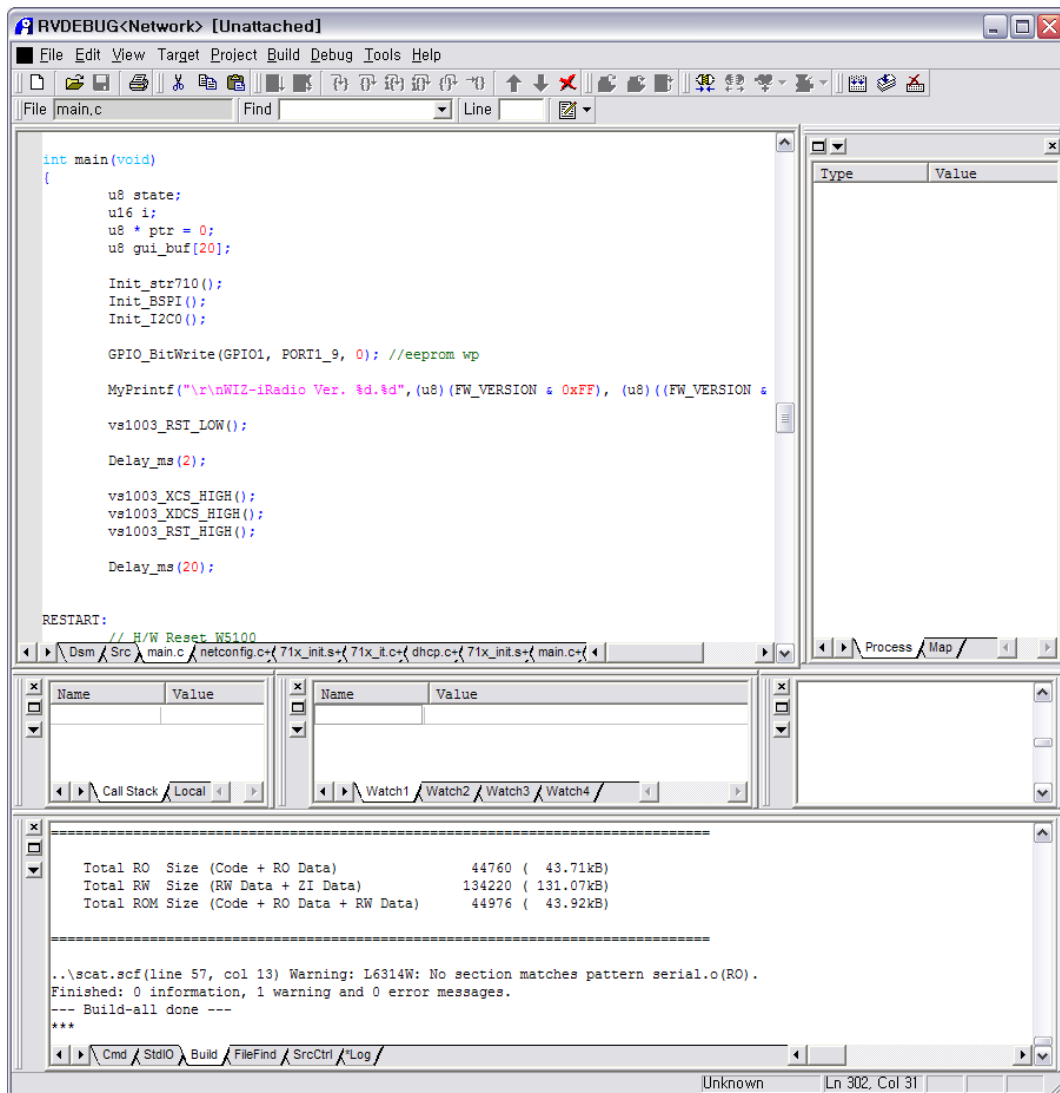 RVDEBUG<Network> [Unattached]
File Edit View Target Project Build Debug Tools Help
File main.c Find Line
int main(void)
{
u8 state;
u16 i;
u8 * ptr = 0;
u8 gui_buf[20];
Init_str710();
Init_BSPI();
Init_I2C0();
GPIO_BitWrite(GPIO1, PORT1_9, 0); //eeprom wp
MyPrintf("\r\nWIZ-iRadio Ver. %d.%d",(u8)(FW_VERSION & 0xFF), (u8)((FW_VERSION &
vs1003_RST_LOW();
Delay_ms(2);
vs1003_XCS_HIGH();
vs1003_XDCS_HIGH();
vs1003_RST_HIGH();
Delay_ms(20);
RESTART:
// H/W Reset W5100
Dsm Src main.c netconfig.c+ 71x_init.s+ 71x_it.c+ dhcp.c+ 71x_init.s+ main.c+
Type Value
Process Map
Name Value
Call Stack Local
Name Value
Watch1 Watch2 Watch3 Watch4
================================================================================
Total RO Size (Code + RO Data) 44760 ( 43.71kB)
Total RW Size (RW Data + ZI Data) 134220 ( 131.07kB)
Total ROM Size (Code + RO Data + RW Data) 44976 ( 43.92kB)
================================================================================
..\scat.scf(line 57, col 13) Warning: L6314W: No section matches pattern serial.o(RO).
Finished: 0 information, 1 warning and 0 error messages.
--- Build-all done ---
***
Cmd StdIO Build FileFind SrcCtrl *Log
Unknown Ln 302, Col 31